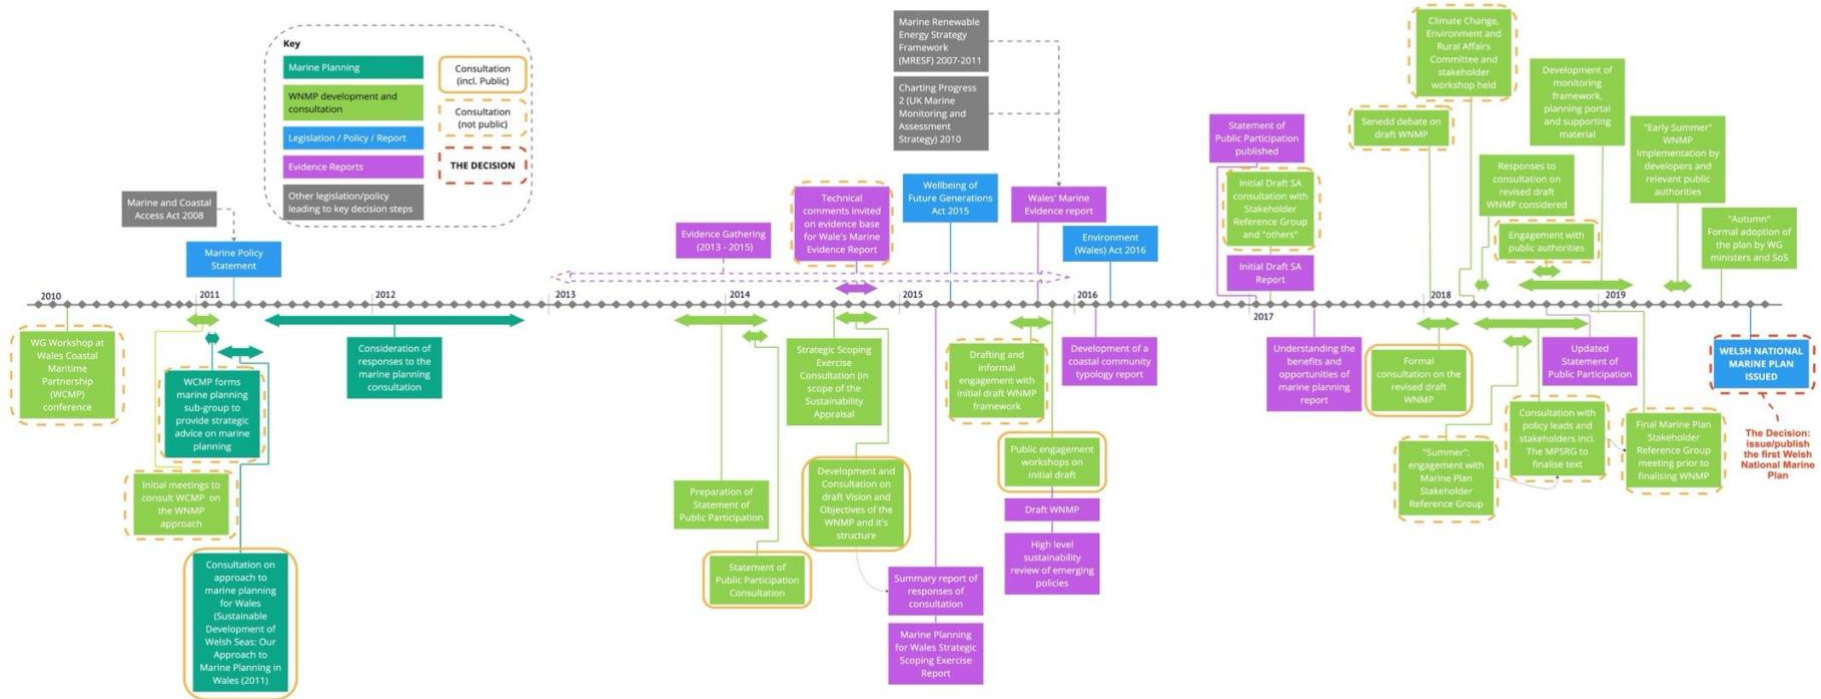 Key
Marine Planning
WNMP development and
consultation
Legislation / Policy / Report
Evidence Reports
Other legislation/policy
leading to key decision steps
Consultation
(incl. Public)
Consultation
(not public)
THE DECISION
Marine and Coastal
Access Act 2008
Marine Policy
Statement
Evidence Gathering
(2013 - 2015)
Technical
comments invited
on evidence base
for Wale's Marine
Evidence Report
Marine Renewable
Energy Strategy
Framework
(MRESF) 2007-2011
Charting Progress
2 (UK Marine
Monitoring and
Assessment
Strategy) 2010
Wellbeing of
Future Generations
Act 2015
Wales' Marine
Evidence report
Environment
(Wales) Act 2016
Statement of
Public Participation
published
Initial Draft SA
consultation with
Stakeholder
Reference Group
and "others"
Initial Draft SA
Report
Senedd debate on
draft WNMP
Climate Change,
Environment and
Rural Affairs
Committee and
stakeholder
workshop held
Responses to
consultation on
revised draft
WNMP considered
Engagement with
public authorities
Development of
monitoring
framework,
planning portal
and supporting
material
"Early Summer"
WNMP
implementation by
developers and
relevant public
authorities
"Autumn"
Formal adoption of
the plan by WG
ministers and SoS
2010
2011
2012
2013
2014
2015
2016
2017
2018
2019
WG Workshop at
Wales Coastal
Maritime
Partnership
(WCMP)
conference
WCMP forms
marine planning
sub-group to
provide strategic
advice on marine
planning
Initial meetings to
consult WCMP on
the WNMP
approach
Consultation on
approach to
marine planning
for Wales
(Sustainable
Development of
Welsh Seas: Our
Approach to
Marine Planning in
Wales (2011)
Consideration of
responses to the
marine planning
consultation
Preparation of
Statement of
Public Participation
Statement of
Public Participation
Consultation
Strategic Scoping
Exercise
Consultation (in
scope of the
Sustainability
Appraisal
Development and
Consultation on
draft Vision and
Objectives of the
WNMP and it's
structure
Summary report of
responses of
consultation
Marine Planning
for Wales Strategic
Scoping Exercise
Report
Drafting and
informal
engagement with
initial draft WNMP
framework
Public engagement
workshops on
initial draft
Draft WNMP
High level
sustainability
review of emerging
policies
Development of a
coastal community
typology report
Understanding the
benefits and
opportunities of
marine planning
report
Formal
consultation on the
revised draft
WNMP
"Summer":
engagement with
Marine Plan
Stakeholder
Reference Group
Consultation with
policy leads and
stakeholders incl.
The MPSRG to
finalise text
Updated
Statement of
Public Participation
Final Marine Plan
Stakeholder
Reference Group
meeting prior to
finalising WNMP
WELSH NATIONAL
MARINE PLAN
ISSUED
The Decision:
issue/publish
the first Welsh
National Marine
Plan